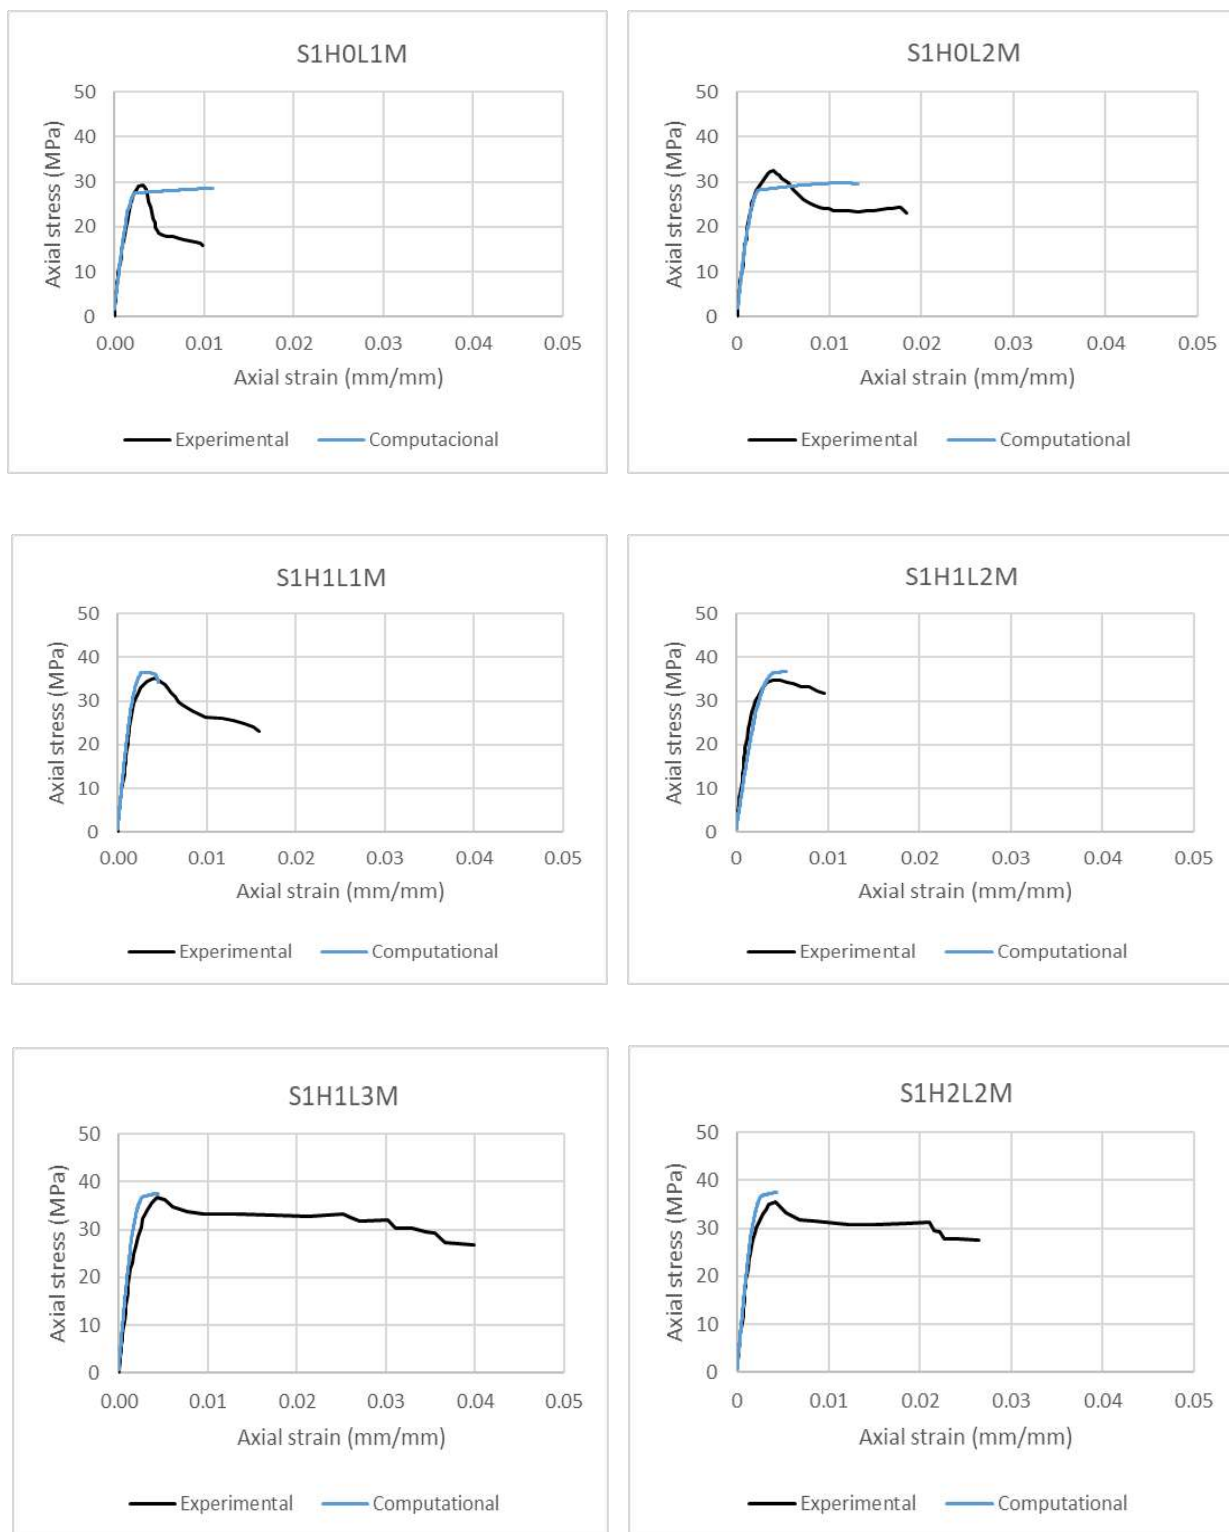 S1H0L1M
Axial stress (MPa)
50
40
30
20
10
0
0.00 0.01 0.02 0.03 0.04 0.05
Axial strain (mm/mm)
Experimental Computacional
S1H0L2M
Axial stress (MPa)
50
40
30
20
10
0
0 0.01 0.02 0.03 0.04 0.05
Axial strain (mm/mm)
Experimental Computational
S1H1L1M
Axial stress (MPa)
50
40
30
20
10
0
0.00 0.01 0.02 0.03 0.04 0.05
Axial strain (mm/mm)
Experimental Computational
S1H1L2M
Axial stress (MPa)
50
40
30
20
10
0
0 0.01 0.02 0.03 0.04 0.05
Axial strain (mm/mm)
Experimental Computational
S1H1L3M
Axial stress (MPa)
50
40
30
20
10
0
0.00 0.01 0.02 0.03 0.04 0.05
Axial strain (mm/mm)
Experimental Computational
S1H2L2M
Axial stress (MPa)
50
40
30
20
10
0
0 0.01 0.02 0.03 0.04 0.05
Axial strain (mm/mm)
Experimental Computational